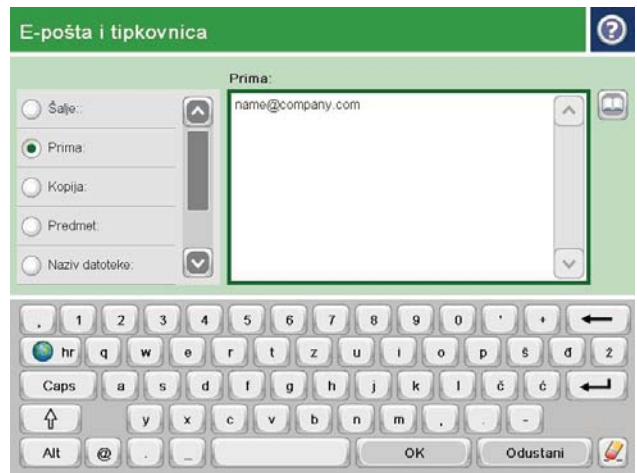 E-pošta i tipkovnica
Prima:
Šalje::
Prima:
Kopija:
Predmet:
Naziv datoteke:
name@company.com
. 1 2 3 4 5 6 7 8 9 0 ' +
hr q w e r t z u i o p š đ ž
Caps a s d f g h j k l č ć
y x c v b n m , . -
Alt @ . _ OK Odustani